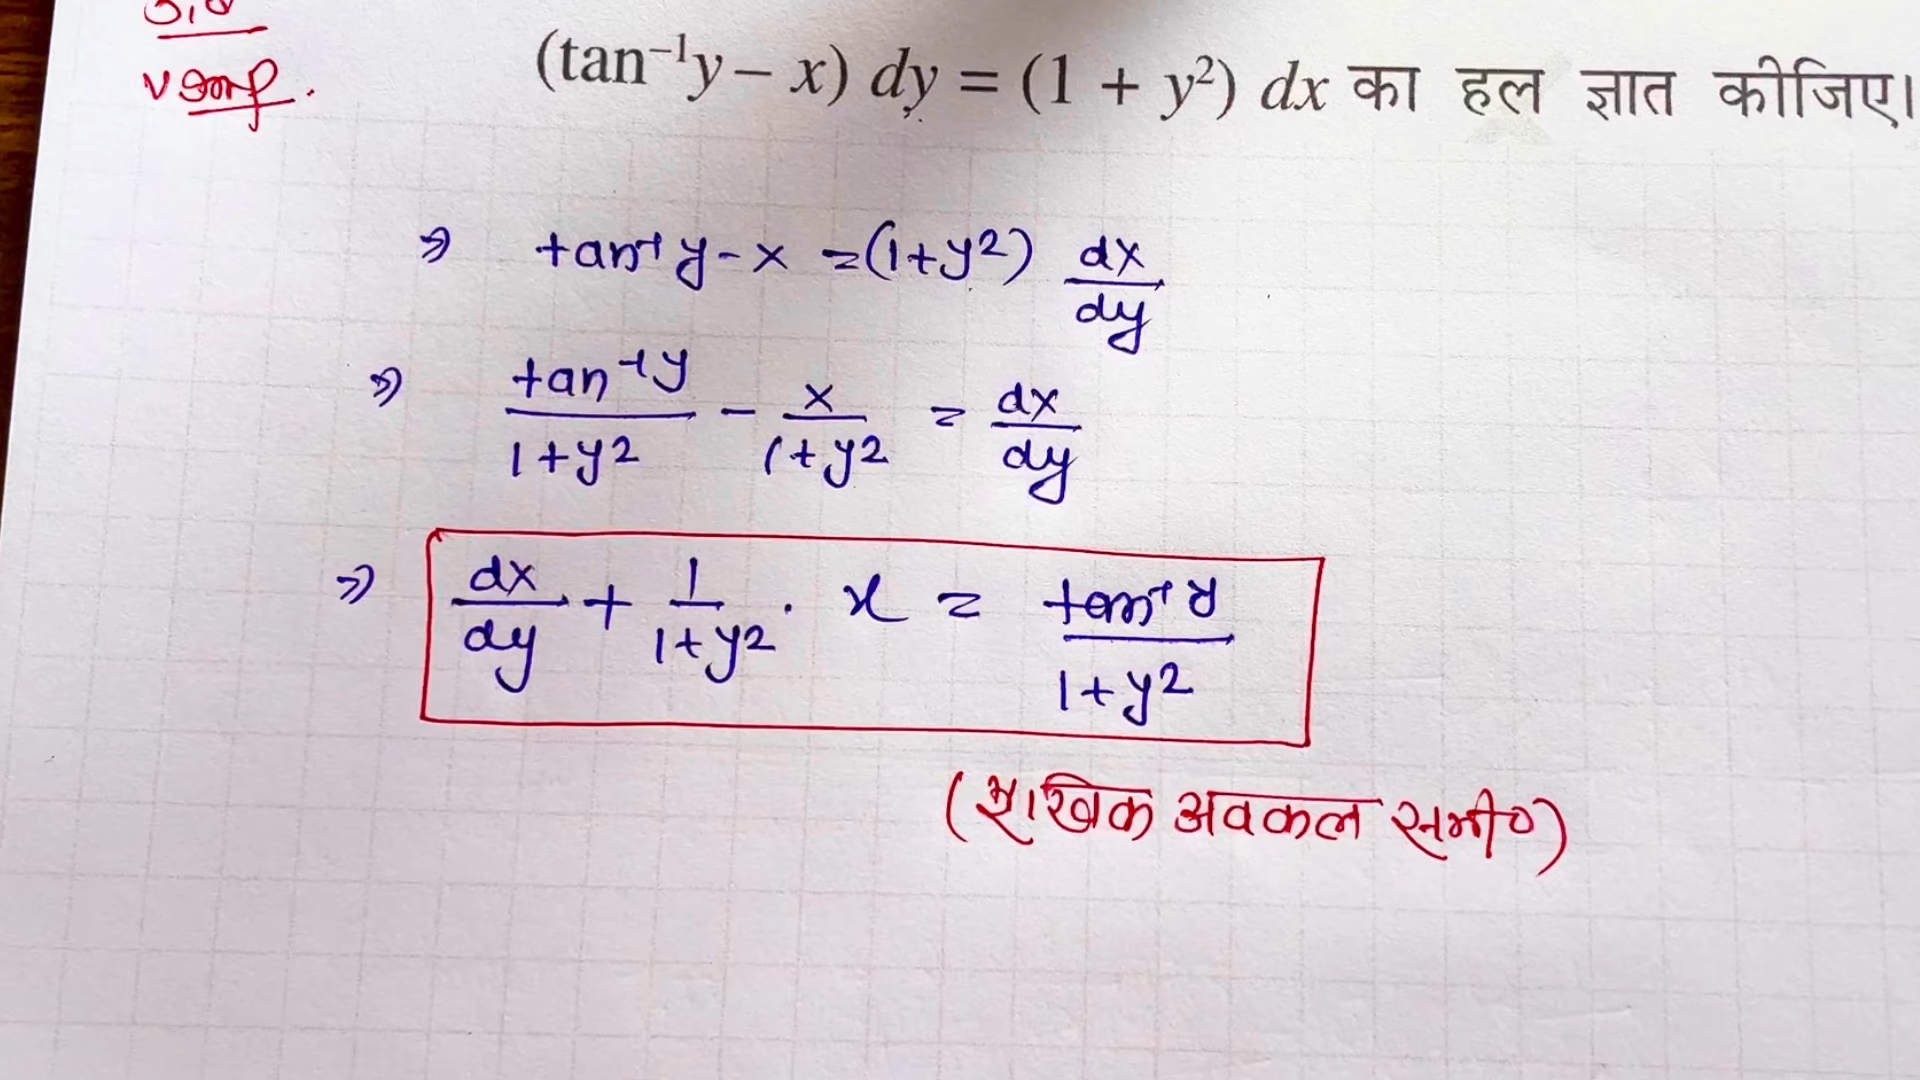 v imp.
(tan⁻¹y – x) dy = (1 + y²) dx का हल ज्ञात कीजिए।
⇒ tan⁻¹y - x = (1+y²) dx/dy
⇒ tan⁻¹y/1+y² - x/1+y² = dx/dy
⇒ dx/dy + 1/1+y² . x = tan⁻¹y/1+y²
(रैखिक अवकल समी०)